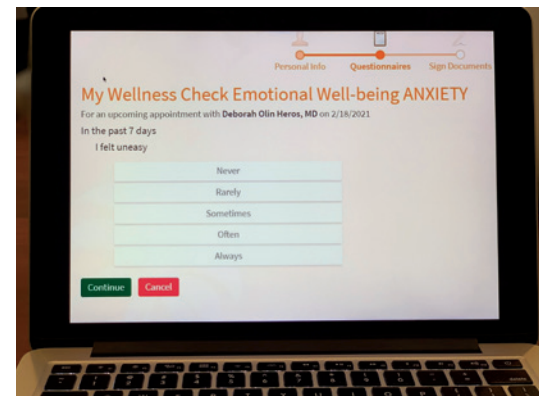 Personal Info Questionnaires Sign Documents
My Wellness Check Emotional Well-being ANXIETY
For an upcoming appointment with Deborah Olin Heros, MD on 2/18/2021
In the past 7 days
I felt uneasy
Never
Rarely
Sometimes
Often
Always
Continue Cancel